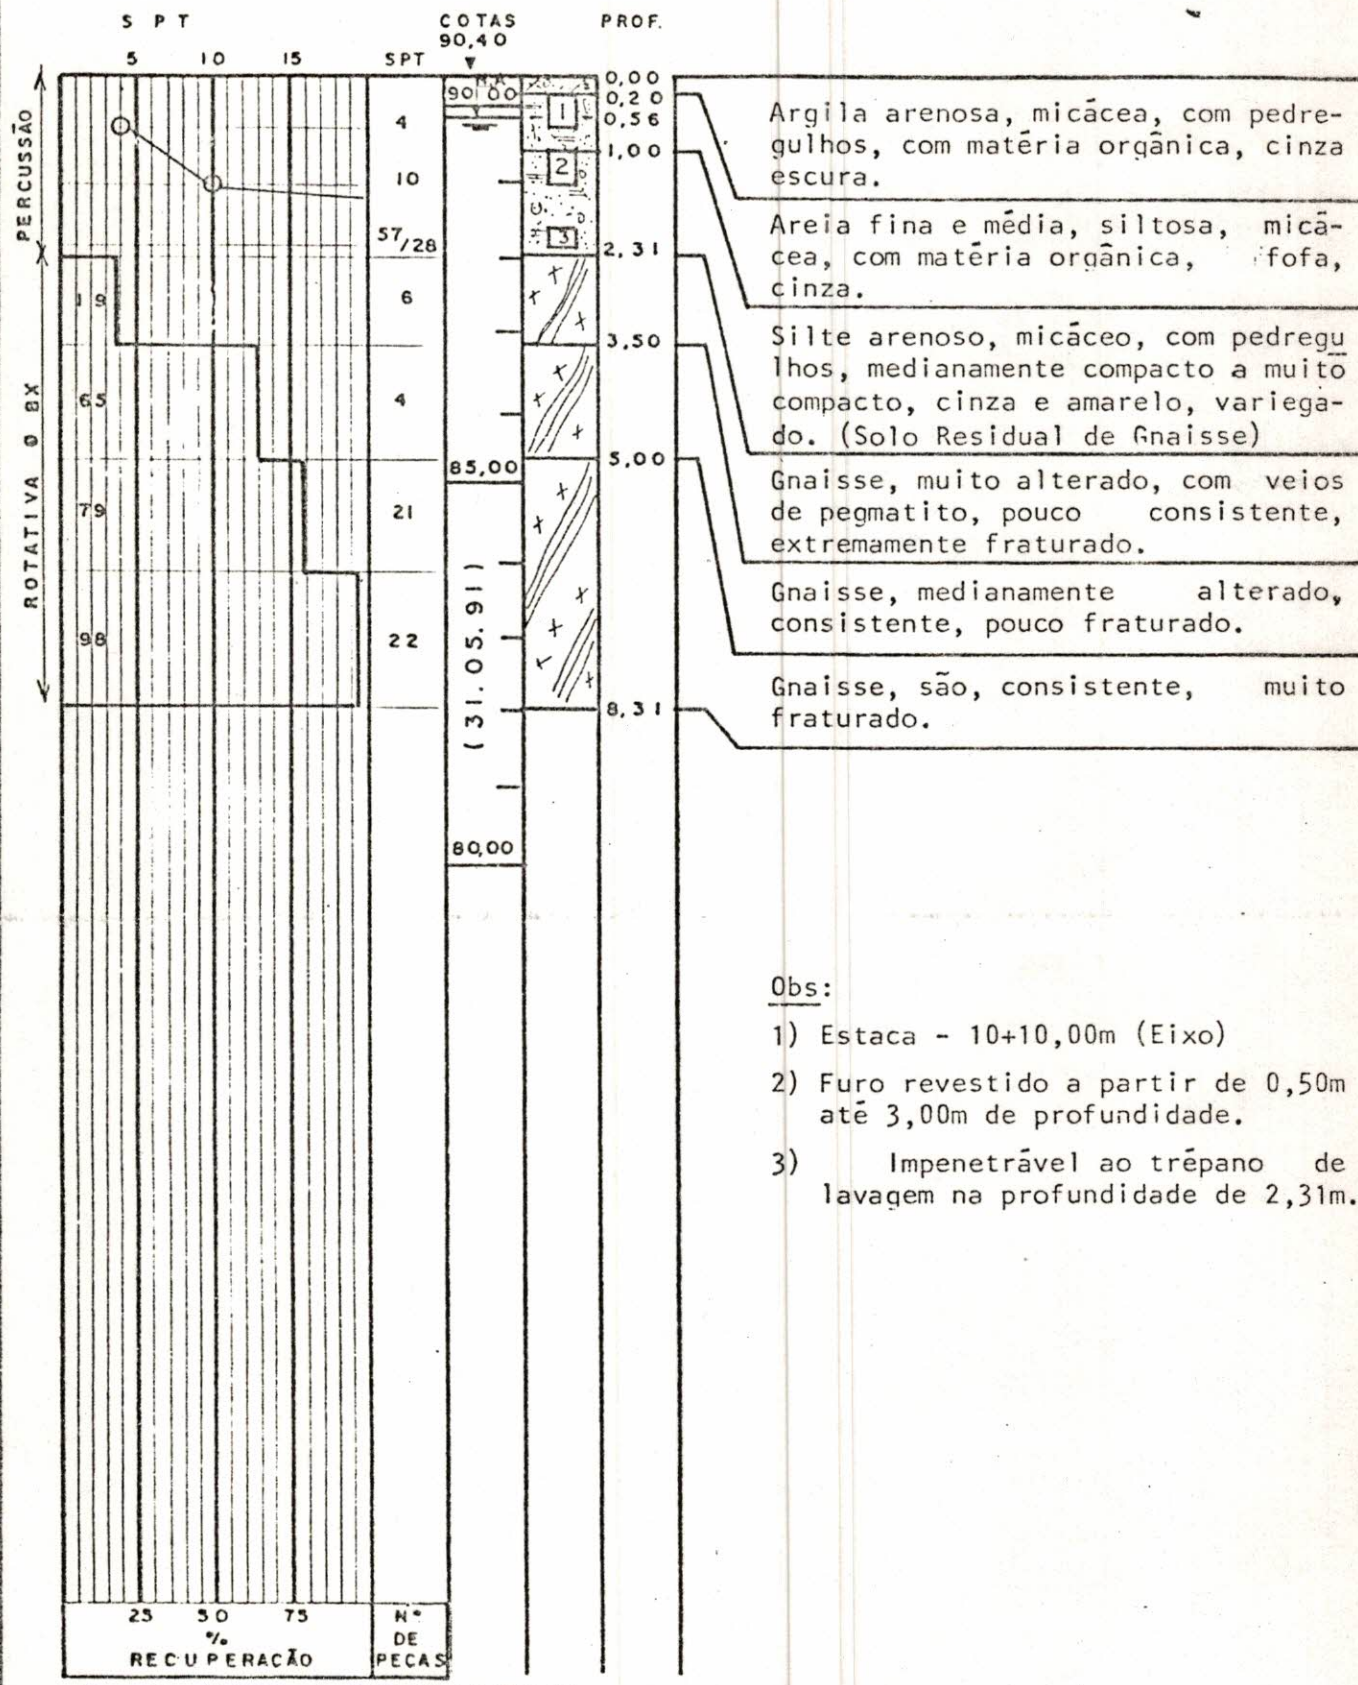 S P T
COTAS
PROF.
90,40
5 10 15
SPT
0,00
90,00
0,20
0,56
1,00
2,31
3,50
5,00
8,31
PERCUSSÃO
ROTATIVA Ø BX
4
10
57/28
6
4
21
22
19
65
79
98
1
2
3
85,00
(31.05.91)
80,00
Argila arenosa, micácea, com pedre-
gulhos, com matéria orgânica, cinza
escura.
Areia fina e média, siltosa, micá-
cea, com matéria orgânica, fofa,
cinza.
Silte arenoso, micáceo, com pedregu
lhos, medianamente compacto a muito
compacto, cinza e amarelo, variega-
do. (Solo Residual de Gnaisse)
Gnaisse, muito alterado, com veios
de pegmatito, pouco consistente,
extremamente fraturado.
Gnaisse, medianamente alterado,
consistente, pouco fraturado.
Gnaisse, são, consistente, muito
fraturado.
Obs:
1) Estaca - 10+10,00m (Eixo)
2) Furo revestido a partir de 0,50m
até 3,00m de profundidade.
3) Impenetrável ao trépano de
lavagem na profundidade de 2,31m.
25 50 75
%
RECUPERAÇÃO
Nº
DE
PEÇAS